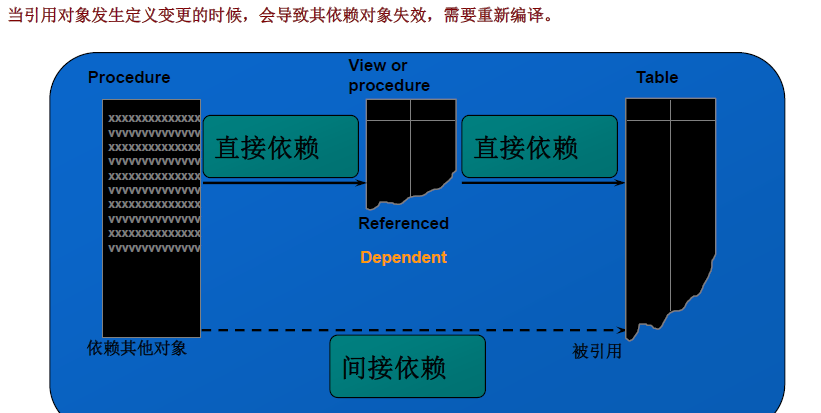 当引用对象发生定义变更的时候，会导致其依赖对象失效，需要重新编译。
Procedure
View or
procedure
Table
xxxxxxxxxxxxxx
vvvvvvvvvvvvvv
xxxxxxxxxxxxxx
vvvvvvvvvvvvvv
xxxxxxxxxxxxxx
vvvvvvvvvvvvvv
xxxxxxxxxxxxxx
vvvvvvvvvvvvvv
xxxxxxxxxxxxxx
vvvvvvvvvvvvvv
直接依赖
直接依赖
Referenced
Dependent
依赖其他对象
间接依赖
被引用